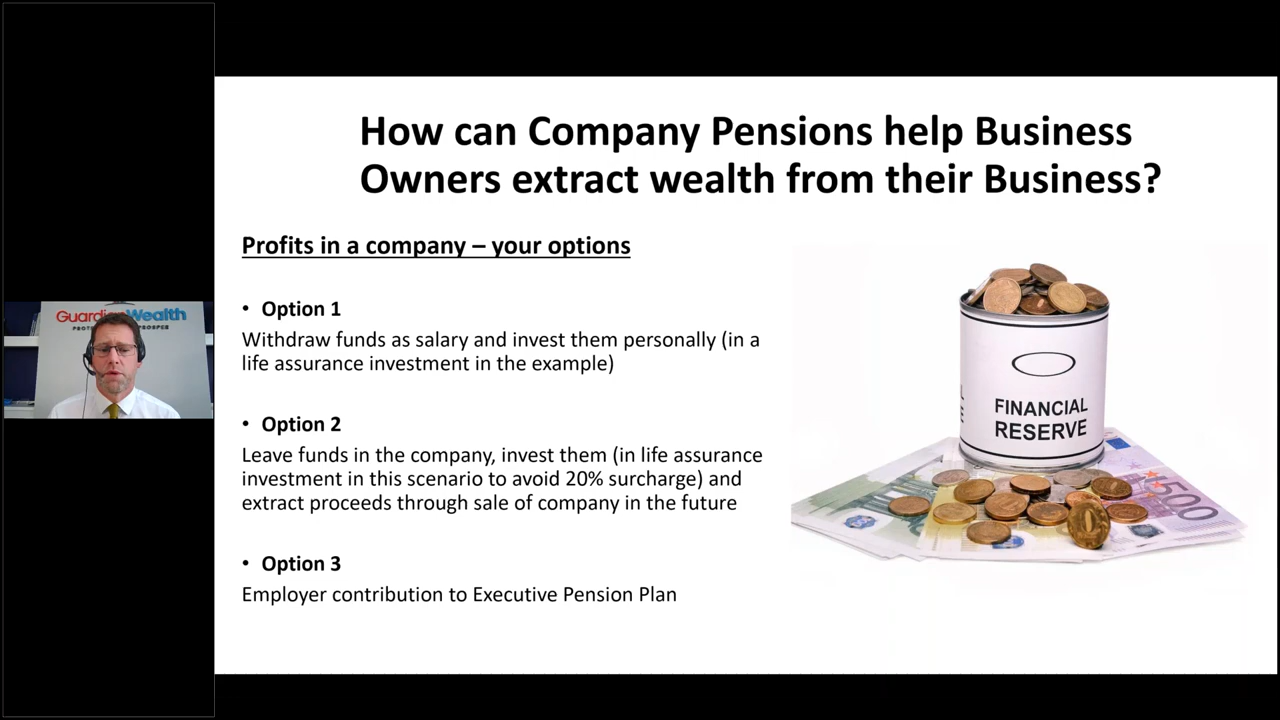 How can Company Pensions help Business
Owners extract wealth from their Business?
Profits in a company – your options
• Option 1
Withdraw funds as salary and invest them personally (in a
life assurance investment in the example)
• Option 2
Leave funds in the company, invest them (in life assurance
investment in this scenario to avoid 20% surcharge) and
extract proceeds through sale of company in the future
• Option 3
Employer contribution to Executive Pension Plan
FINANCIAL
RESERVE
500
10
Wealth